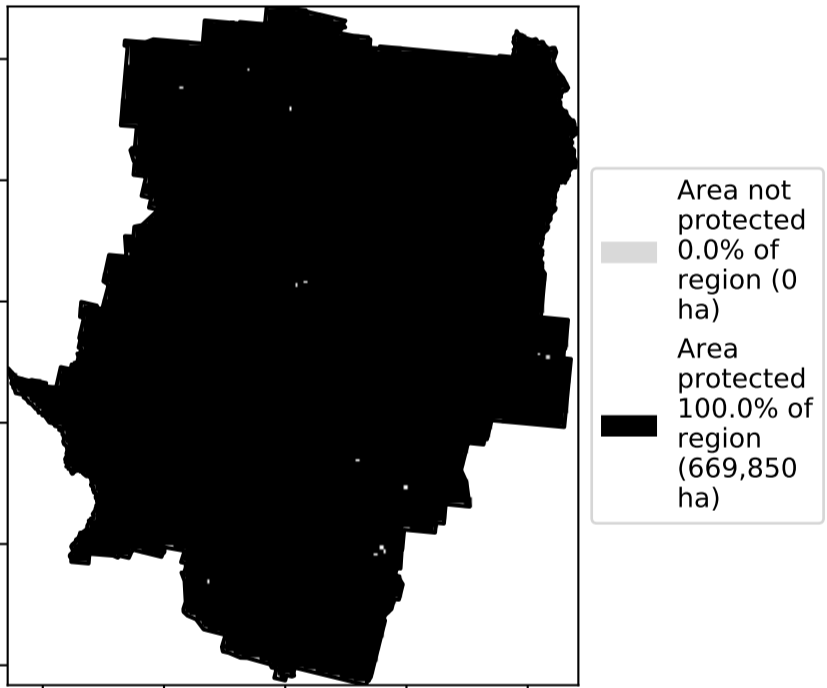 Area not
protected
0.0% of
region (0
ha)
Area
protected
100.0% of
region
(669,850
ha)